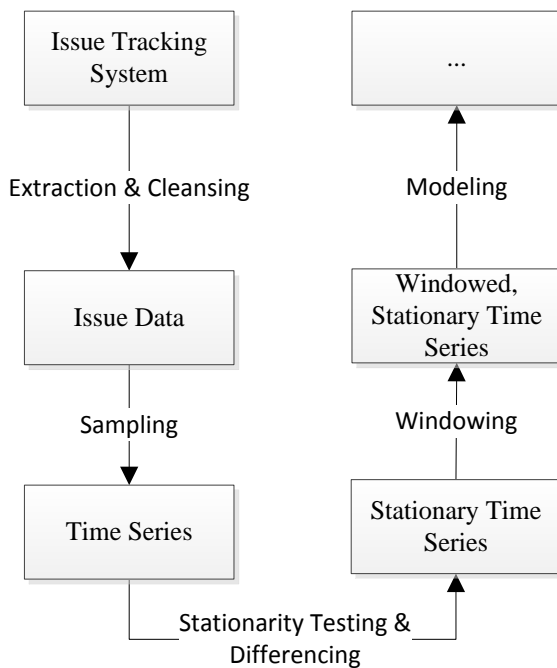 Issue Tracking
System
Extraction & Cleansing
Issue Data
Sampling
Time Series
Stationarity Testing &
Differencing
Stationary Time
Series
Windowing
Windowed,
Stationary Time
Series
Modeling
...